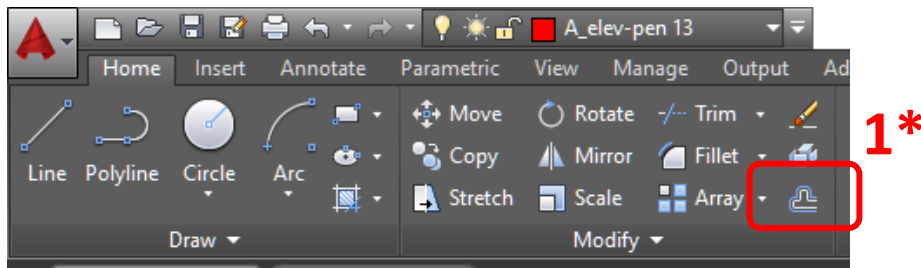 A_elev-pen 13
Home Insert Annotate Parametric View Manage Output Ad
Move Rotate Trim
1*
Copy Mirror Fillet
Line Polyline Circle Arc
Stretch Scale Array
Draw Modify